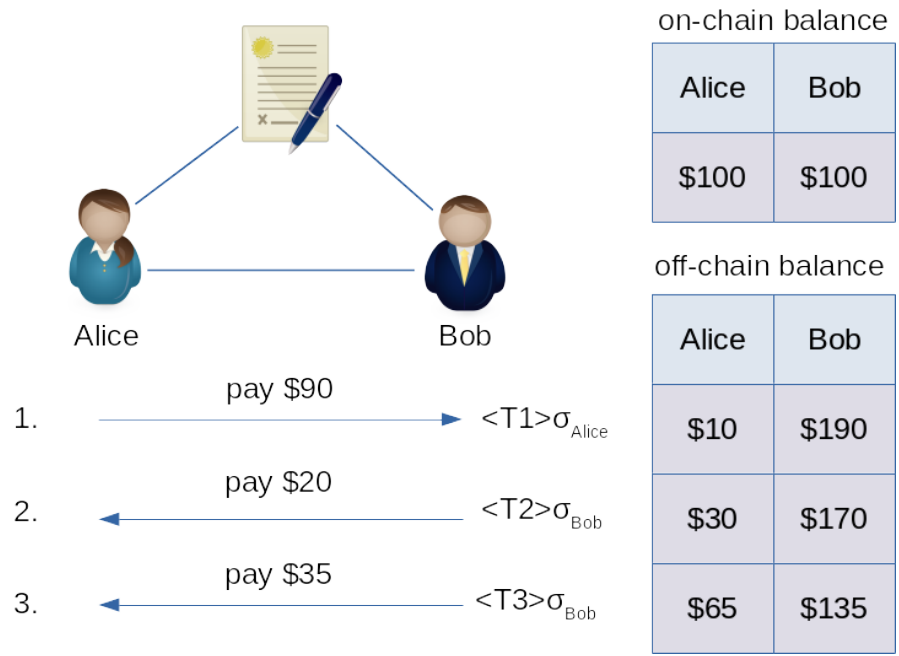 on-chain balance
Alice Bob
$100 $100
off-chain balance
Alice Bob
$10 $190
$30 $170
$65 $135
x
Alice Bob
1. pay $90 <T1>σAlice
2. pay $20 <T2>σBob
3. pay $35 <T3>σBob